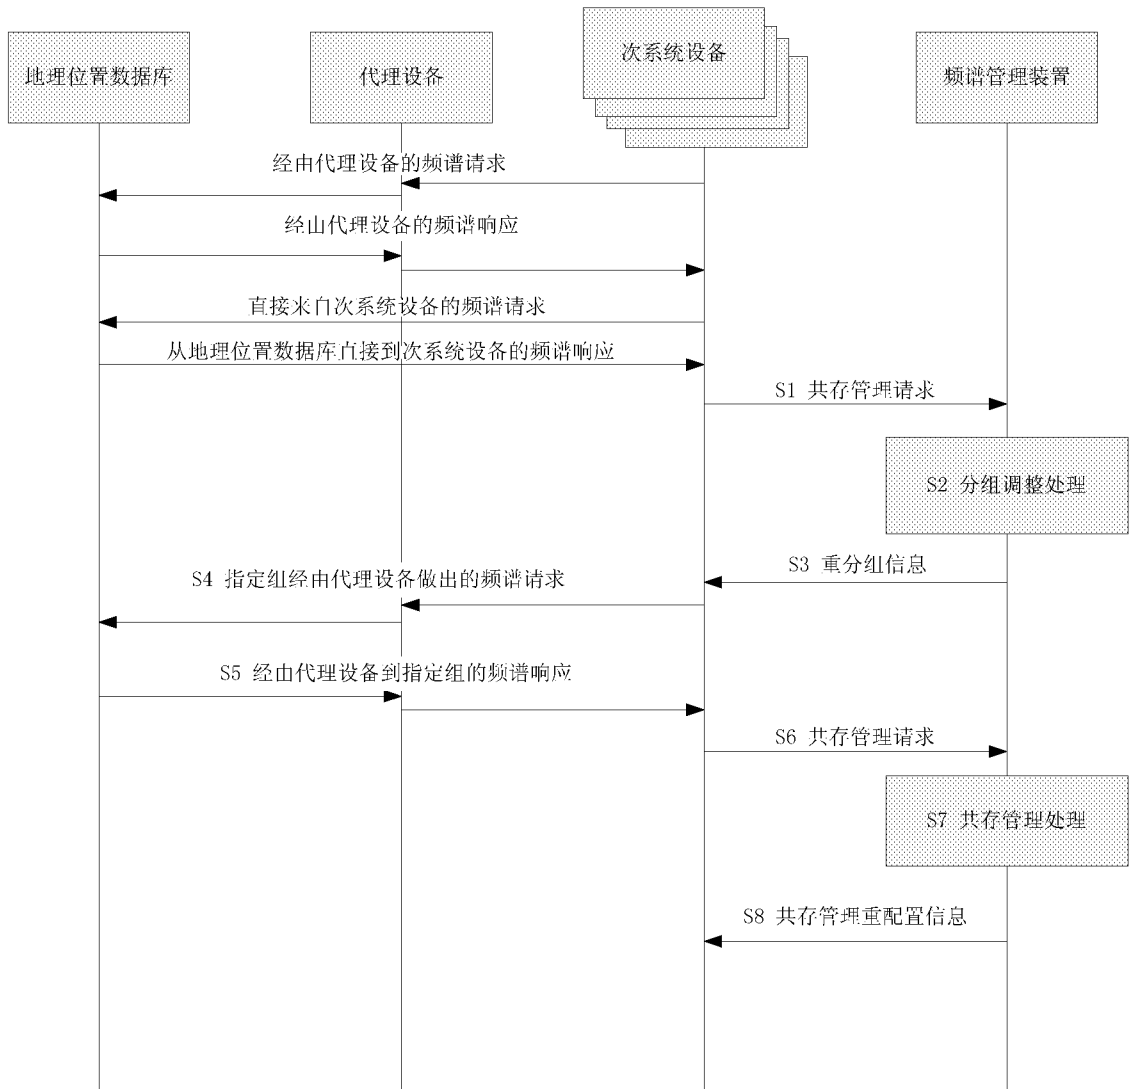 地理位置数据库
代理设备
次系统设备
频谱管理装置
经由代理设备的频谱请求
经由代理设备的频谱响应
直接来自次系统设备的频谱请求
从地理位置数据库直接到次系统设备的频谱响应
S1 共存管理请求
S2 分组调整处理
S3 重分组信息
S4 指定组经由代理设备做出的频谱请求
S5 经由代理设备到指定组的频谱响应
S6 共存管理请求
S7 共存管理处理
S8 共存管理重配置信息